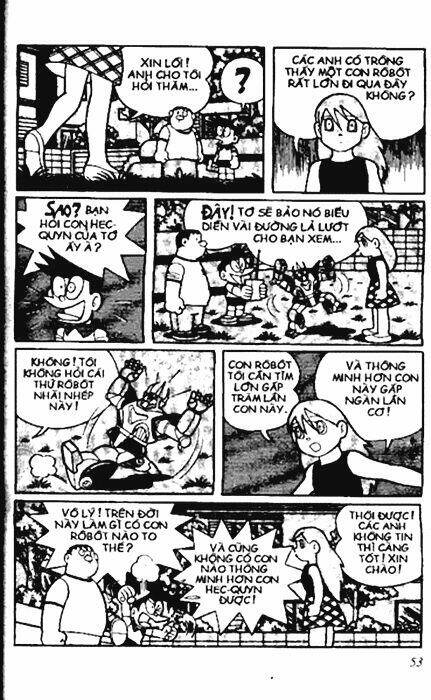 XIN LỖI!
ANH CHO TÔI
HỎI THĂM...
?
CÁC ANH CÓ TRÔNG
THẤY MỘT CON RÔBỐT
RẤT LỚN ĐI QUA ĐÂY
KHÔNG?
SAO? BẠN
HỎI CON HEC-
QUYN CỦA TỚ
ẤY À?
ĐÂY! TỚ SẼ BẢO NÓ BIỂU
DIỄN VÀI ĐƯỜNG LẢ LƯỚT
CHO BẠN XEM...
KHÔNG! TÔI
KHÔNG HỎI CÁI
THỨ RÔBỐT
NHÃI NHÉP
NÀY!
CON RÔBỐT
TÔI CẦN TÌM
LỚN GẤP
TRĂM LẦN
CON NÀY.
VÀ THÔNG
MINH HƠN CON
NÀY GẤP
NGÀN LẦN
CƠ!
VÔ LÝ! TRÊN ĐỜI
NÀY LÀM GÌ CÓ CON
RÔBỐT NÀO TO
THẾ?
VÀ CŨNG
KHÔNG CÓ CON
NÀO THÔNG
MINH HƠN CON
HEC-QUYN
ĐƯỢC!
THÔI ĐƯỢC!
CÁC ANH
KHÔNG TIN
THÌ CÀNG
TỐT! XIN
CHÀO!
53